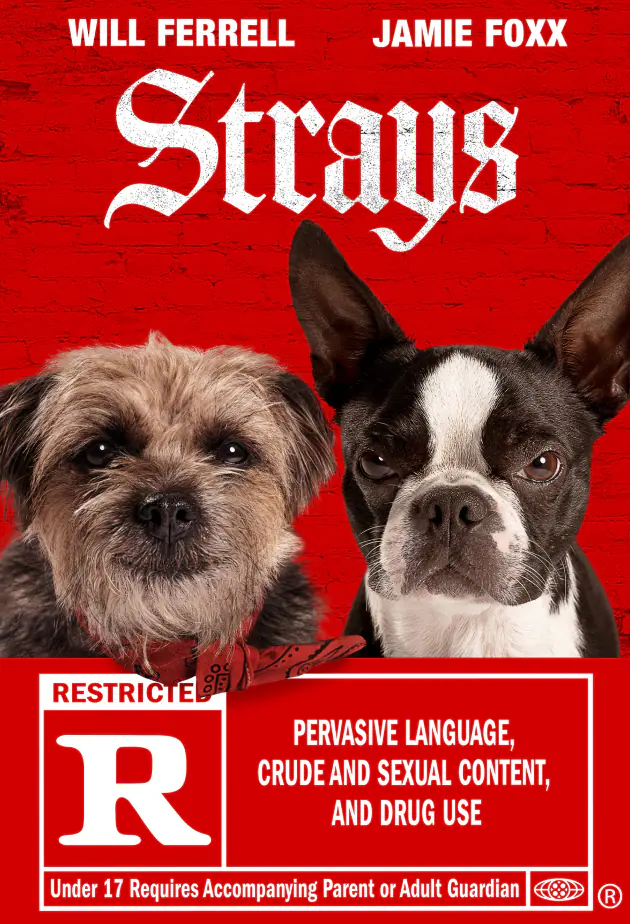 WILL FERRELL JAMIE FOXX
Strays
RESTRICTED
R
PERVASIVE LANGUAGE,
CRUDE AND SEXUAL CONTENT,
AND DRUG USE
Under 17 Requires Accompanying Parent or Adult Guardian
®